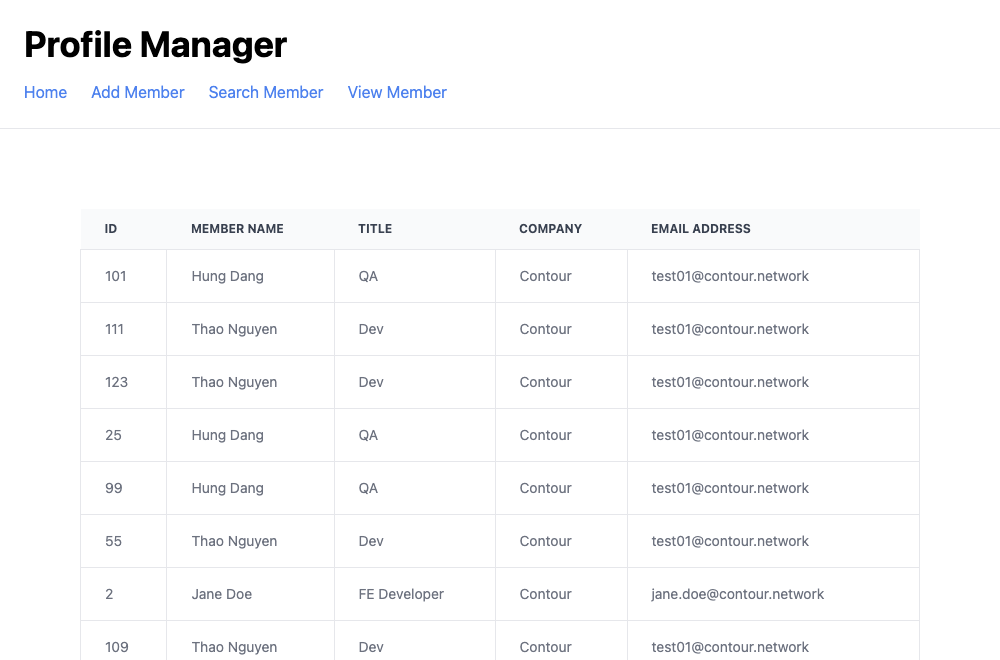 Profile Manager
Home Add Member Search Member View Member
ID MEMBER NAME TITLE COMPANY EMAIL ADDRESS
101 Hung Dang QA Contour test01@contour.network
111 Thao Nguyen Dev Contour test01@contour.network
123 Thao Nguyen Dev Contour test01@contour.network
25 Hung Dang QA Contour test01@contour.network
99 Hung Dang QA Contour test01@contour.network
55 Thao Nguyen Dev Contour test01@contour.network
2 Jane Doe FE Developer Contour jane.doe@contour.network
109 Thao Nguyen Dev Contour test01@contour.network